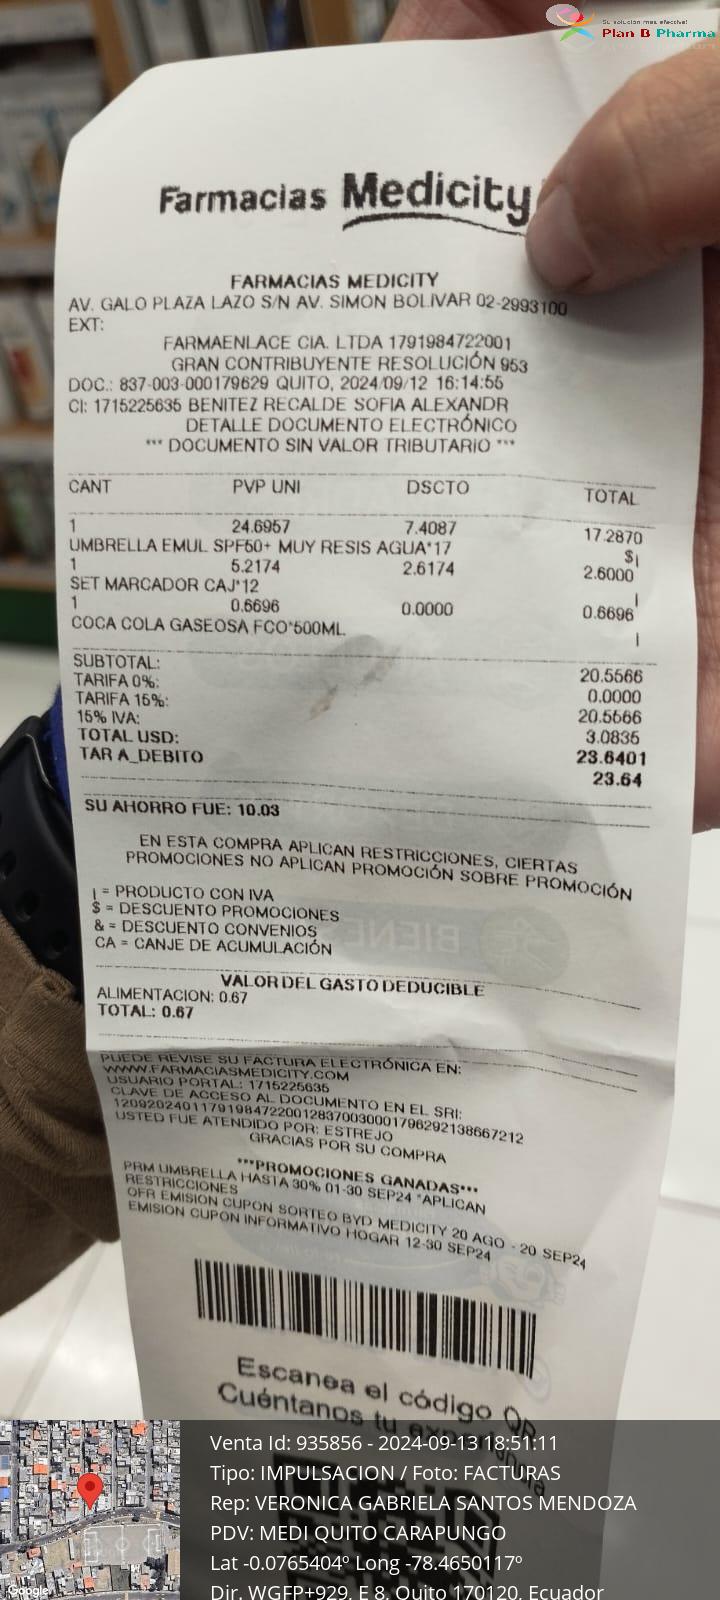 Su solución más efectiva!
Plan B Pharma
Farmacias Medicity
FARMACIAS MEDICITY
AV. GALO PLAZA LAZO S/N AV. SIMON BOLIVAR 02-2993100
EXT:
FARMAENLACE CIA. LTDA 1791984722001
GRAN CONTRIBUYENTE RESOLUCIÓN 953
DOC.: 837-003-000179629 QUITO, 2024/09/12 16:14:55
CI: 1715225635 BENITEZ RECALDE SOFIA ALEXANDR
DETALLE DOCUMENTO ELECTRÓNICO
*** DOCUMENTO SIN VALOR TRIBUTARIO ***
CANT PVP UNI DSCTO TOTAL
1 24.6957 7.4087 17.2870
UMBRELLA EMUL SPF50+ MUY RESIS AGUA*17 $|
1 5.2174 2.6174 2.6000
SET MARCADOR CAJ*12 |
1 0.6696 0.0000 0.6696
COCA COLA GASEOSA FCO*500ML |
SUBTOTAL: 20.5566
TARIFA 0%: 0.0000
TARIFA 15%: 20.5566
15% IVA: 3.0835
TOTAL USD: 23.6401
TAR A_DEBITO 23.64
SU AHORRO FUE: 10.03
EN ESTA COMPRA APLICAN RESTRICCIONES, CIERTAS
PROMOCIONES NO APLICAN PROMOCIÓN SOBRE PROMOCIÓN
| = PRODUCTO CON IVA
$ = DESCUENTO PROMOCIONES
& = DESCUENTO CONVENIOS
CA = CANJE DE ACUMULACIÓN
VALOR DEL GASTO DEDUCIBLE
ALIMENTACION: 0.67
TOTAL: 0.67
PUEDE REVISE SU FACTURA ELECTRÓNICA EN:
WWW.FARMACIASMEDICITY.COM
USUARIO PORTAL: 1715225635
CLAVE DE ACCESO AL DOCUMENTO EN EL SRI:
1209202401179198472200128370030001796292138667212
USTED FUE ATENDIDO POR: ESTREJO
GRACIAS POR SU COMPRA
***PROMOCIONES GANADAS***
PRM UMBRELLA HASTA 30% 01-30 SEP24 *APLICAN
RESTRICCIONES
OFR EMISION CUPON SORTEO BYD MEDICITY 20 AGO - 20 SEP24
EMISION CUPON INFORMATIVO HOGAR 12-30 SEP24
Escanea el código QR
Cuéntanos tu experiencia
Venta Id: 935856 - 2024-09-13 18:51:11
Tipo: IMPULSACION / Foto: FACTURAS
Rep: VERONICA GABRIELA SANTOS MENDOZA
PDV: MEDI QUITO CARAPUNGO
Lat -0.0765404º Long -78.4650117º
Dir. WGFP+929, E 8, Quito 170120, Ecuador
Google